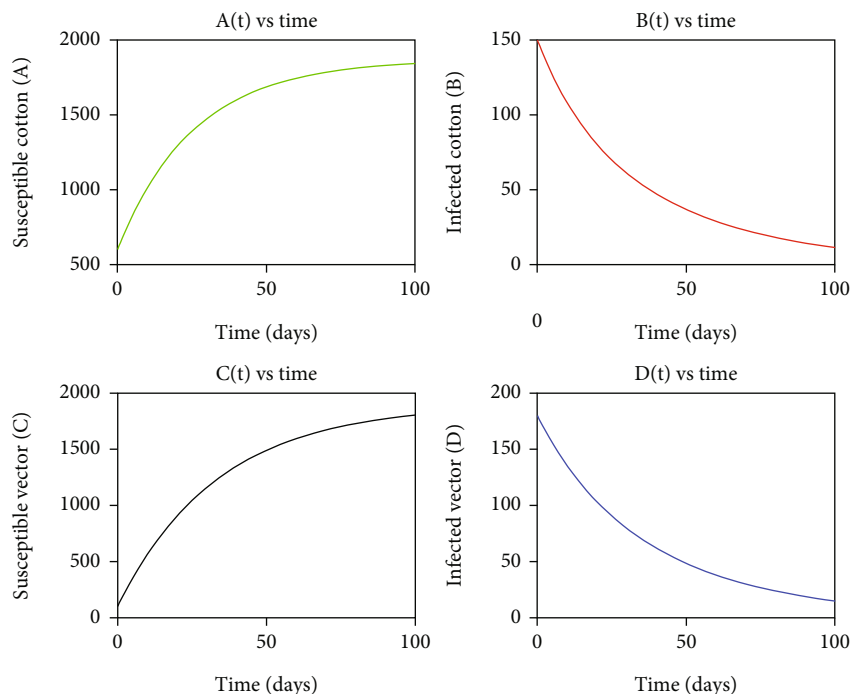 A(t) vs time
2000
1500
1000
500
0
50
100
Susceptible cotton (A)
Time (days)
B(t) vs time
150
100
50
0
0
50
100
Infected cotton (B)
0
Time (days)
C(t) vs time
2000
1500
1000
500
0
0
50
100
Susceptible vector (C)
Time (days)
D(t) vs time
200
150
100
50
0
0
50
100
Infected vector (D)
Time (days)